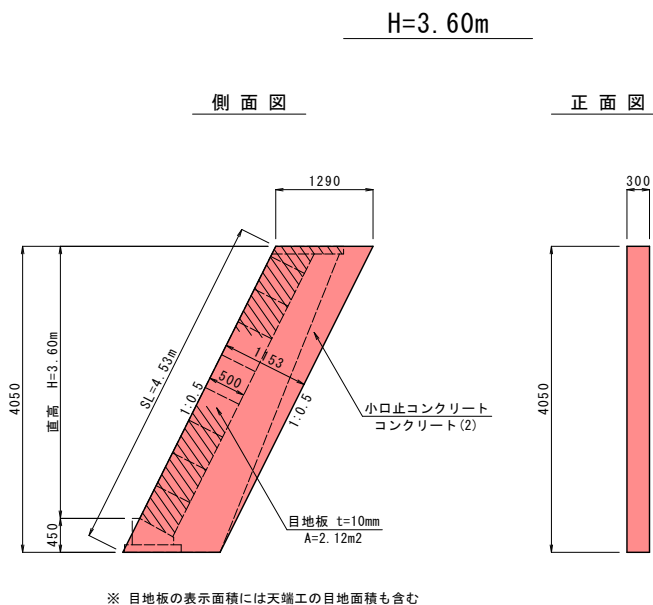 H=3.60m
側面図
正面図
1290
300
4050
直高 H=3.60m
450
SL=4.53m
1:0.5
500
1153
1:0.5
小口止コンクリート
コンクリート(2)
目地板 t=10mm
A=2.12m2
4050
※ 目地板の表示面積には天端工の目地面積も含む